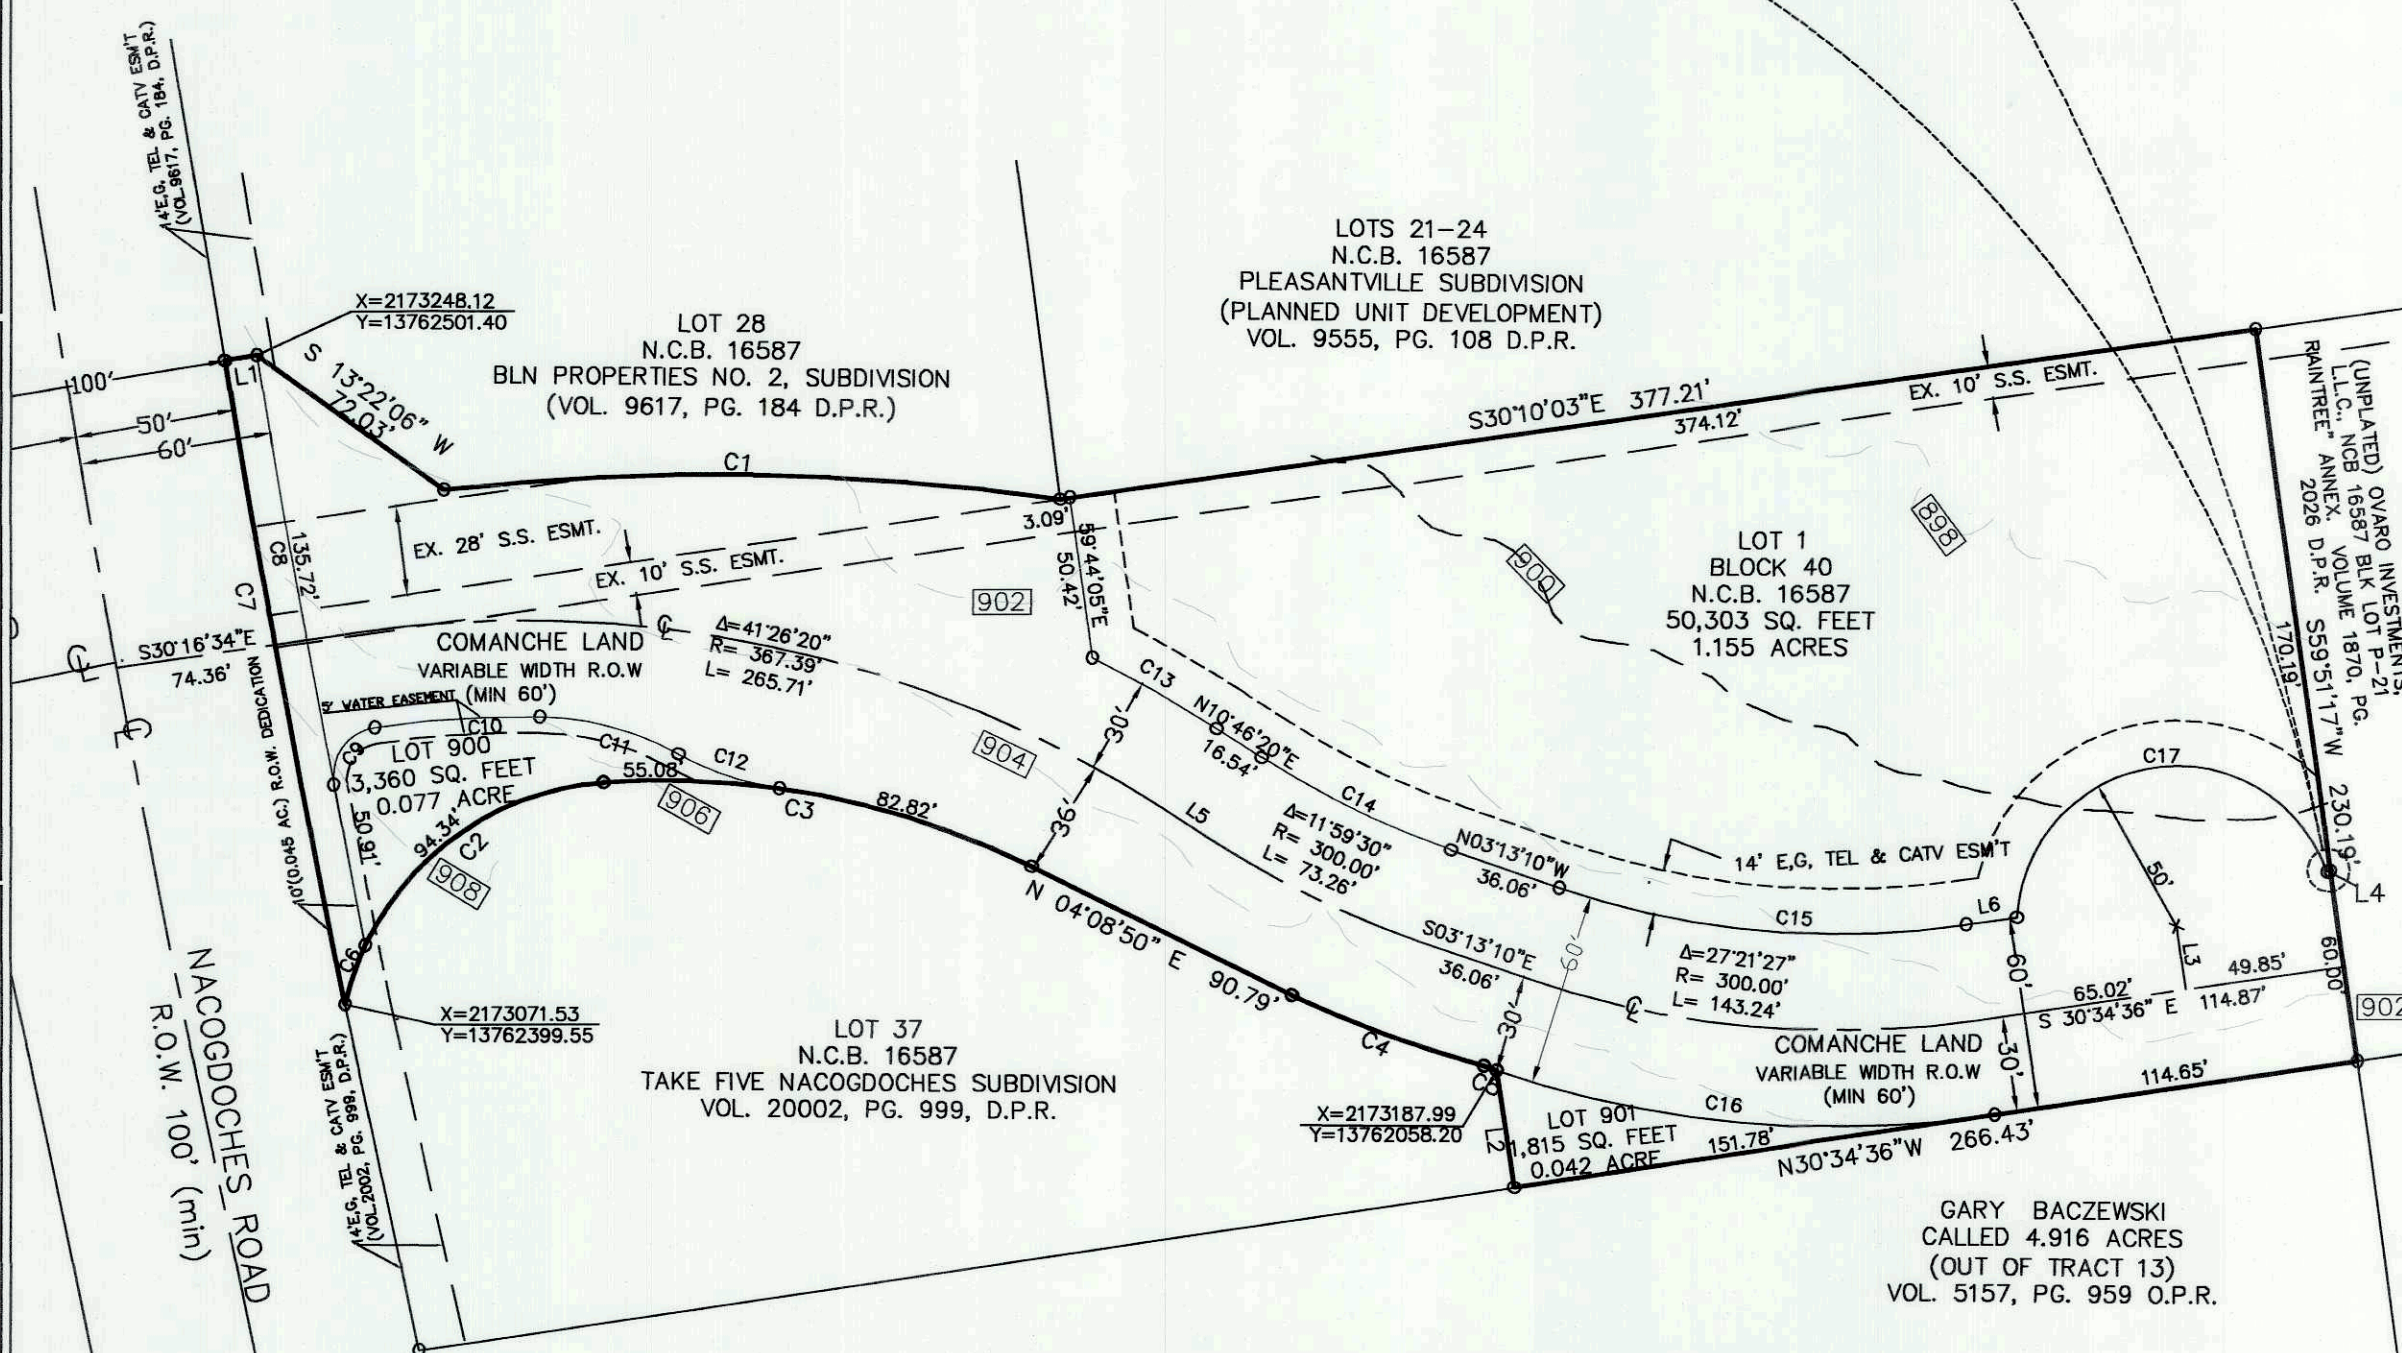 14'E,G, TEL & CATV ESM'T
(VOL.9617, PG. 184, D.P.R.)
X=2173248.12
Y=13762501.40
LOT 28
N.C.B. 16587
BLN PROPERTIES NO. 2, SUBDIVISION
(VOL. 9617, PG. 184 D.P.R.)
LOTS 21-24
N.C.B. 16587
PLEASANTVILLE SUBDIVISION
(PLANNED UNIT DEVELOPMENT)
VOL. 9555, PG. 108 D.P.R.
100'
50'
60'
L1
S 13°22'06" W
72.03'
C1
S30°10'03"E 377.21'
374.12'
EX. 10' S.S. ESMT.
(UNPLATED) OVARO INVESTMENTS,
L.L.C., NCB 16587 BLK LOT P-21
RAINTREE" ANNEX. VOLUME 1870, PG.
2026 D.P.R.
S59°51'17"W 230.19'
170.19'
3.09'
59°44'05"E
50.42'
EX. 28' S.S. ESMT.
EX. 10' S.S. ESMT.
135.72'
C8
C7
902
900
898
LOT 1
BLOCK 40
N.C.B. 16587
50,303 SQ. FEET
1.155 ACRES
S30°16'34"E
74.36'
COMANCHE LAND
VARIABLE WIDTH R.O.W
(MIN 60')
Δ=41°26'20"
R= 367.39'
L= 265.71'
5' WATER EASEMENT
C9
C10
C11
C12
LOT 900
3,360 SQ. FEET
0.077 ACRE
55.08'
906
C3
82.82'
904
30'
36'
C13
N10°46'20"E
16.54'
C14
L5
Δ=11°59'30"
R= 300.00'
L= 73.26'
N03°13'10"W
36.06'
14' E,G, TEL & CATV ESM'T
C17
50'
L4
L6
C15
L3
10'(0.045 AC.) R.O.W. DEDICATION
50.91'
94.34'
C2
908
C6
N 04°08'50" E 90.79'
S03°13'10"E
36.06'
60'
Δ=27°21'27"
R= 300.00'
L= 143.24'
60'
65.02'
49.85'
S 30°34'36" E 114.87'
60.00'
902
X=2173071.53
Y=13762399.55
LOT 37
N.C.B. 16587
TAKE FIVE NACOGDOCHES SUBDIVISION
VOL. 20002, PG. 999, D.P.R.
C4
30'
COMANCHE LAND
VARIABLE WIDTH R.O.W
(MIN 60')
30'
114.65'
X=2173187.99
Y=13762058.20
L2
LOT 901
1,815 SQ. FEET
0.042 ACRE
C16
151.78'
N30°34'36"W 266.43'
NACOGDOCHES ROAD
R.O.W. 100' (min)
14'E,G, TEL & CATV ESM'T
(VOL.2002, PG. 999, D.P.R.)
GARY BACZEWSKI
CALLED 4.916 ACRES
(OUT OF TRACT 13)
VOL. 5157, PG. 959 O.P.R.